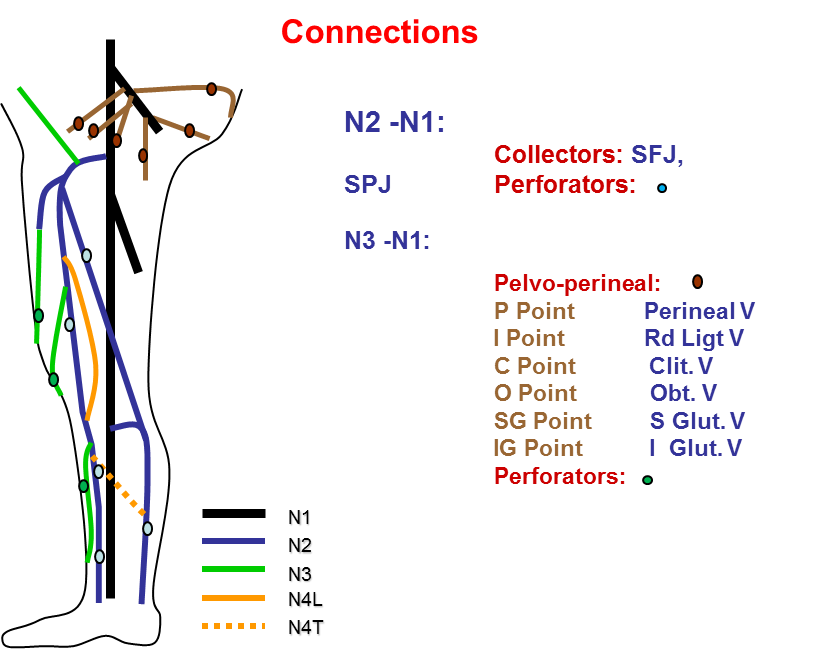 Connections
N2 -N1:
Collectors: SFJ,
SPJ Perforators:
N3 -N1:
Pelvo-perineal:
P Point Perineal V
I Point Rd Ligt V
C Point Clit. V
O Point Obt. V
SG Point S Glut. V
IG Point I Glut. V
Perforators:
N1
N2
N3
N4L
N4T